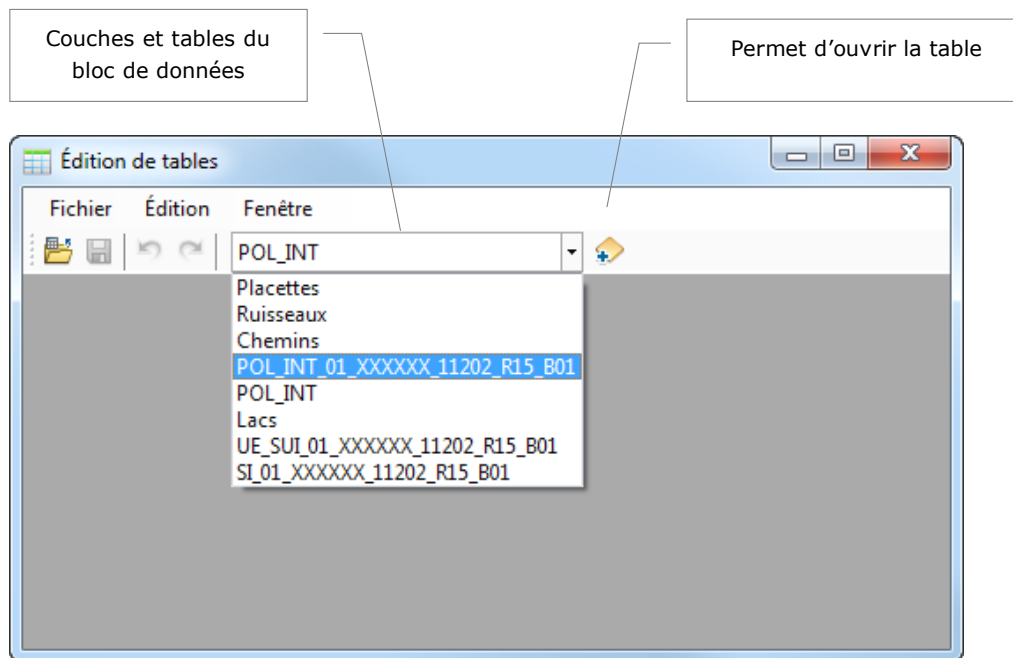 Couches et tables du
bloc de données
Permet d’ouvrir la table
Édition de tables
Fichier Édition Fenêtre
POL_INT
Placettes
Ruisseaux
Chemins
POL_INT_01_XXXXXX_11202_R15_B01
POL_INT
Lacs
UE_SUI_01_XXXXXX_11202_R15_B01
SI_01_XXXXXX_11202_R15_B01